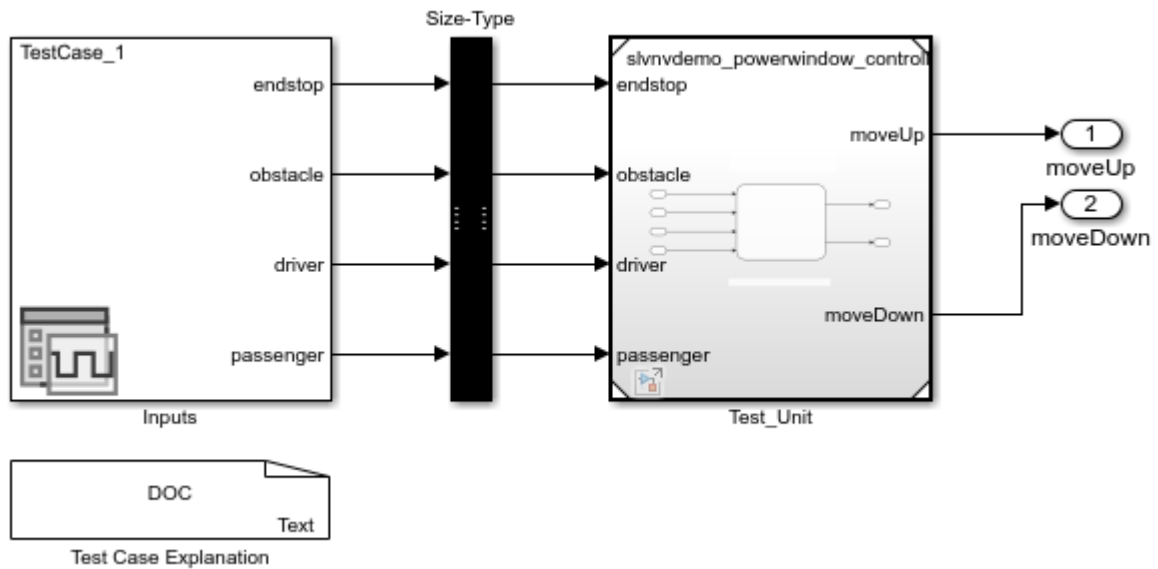 Size-Type
TestCase_1
slvnvdemo_powerwindow_controll
endstop
endstop
moveUp
1
moveUp
obstacle
obstacle
2
moveDown
driver
driver
moveDown
passenger
passenger
Inputs
Test_Unit
DOC
Text
Test Case Explanation